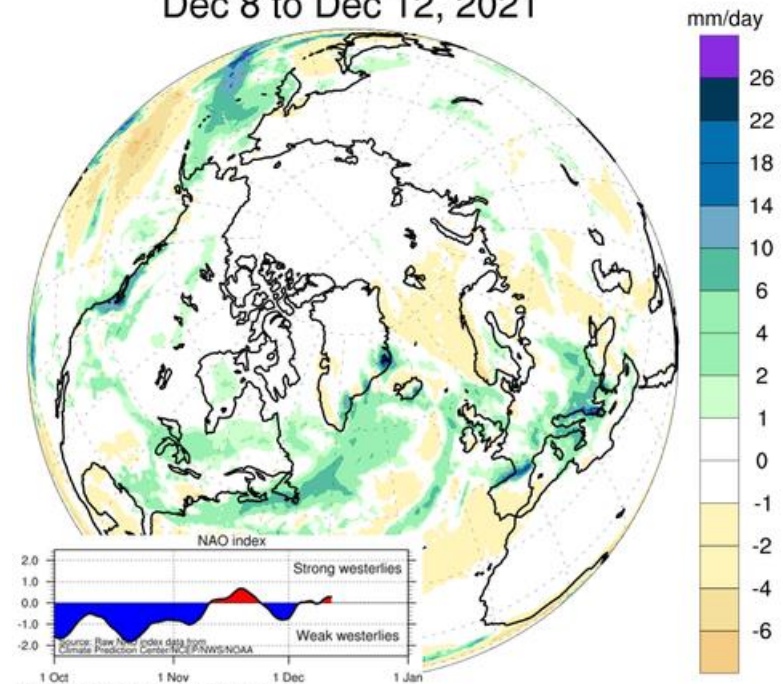 Dec 8 to Dec 12, 2021
mm/day
26
22
18
14
10
6
4
2
1
0
-1
-2
-4
-6
NAO index
2.0
1.0
0.0
-1.0
-2.0
Strong westerlies
Weak westerlies
Source: Raw NAO index data from
Climate Prediction Center/NCEP/NWS/NOAA
1 Oct 1 Nov 1 Dec 1 Jan